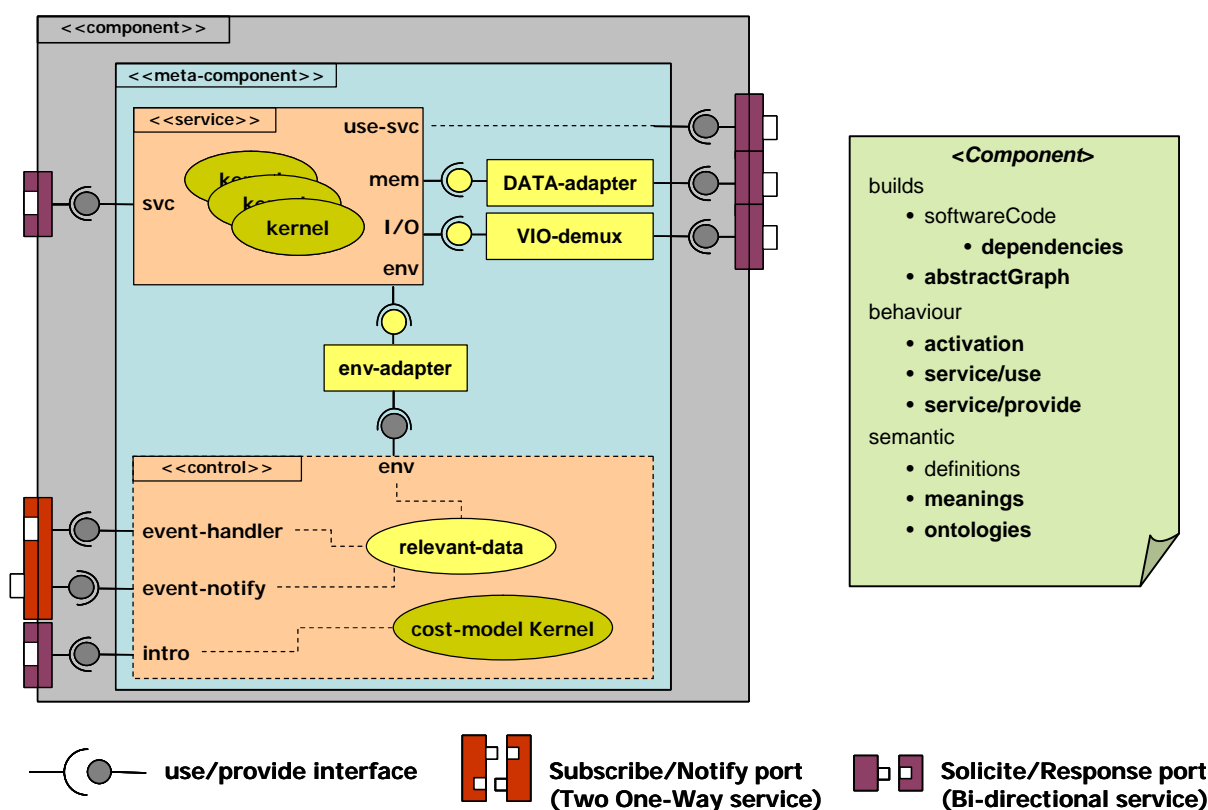 <<component>>
<<meta-component>>
<<service>>
use-svc
mem
svc
I/O
env
kernel
DATA-adapter
VIO-demux
env-adapter
<<control>>
env
event-handler
relevant-data
event-notify
cost-model Kernel
intro
<Component>
builds
• softwareCode
• dependencies
• abstractGraph
behaviour
• activation
• service/use
• service/provide
semantic
• definitions
• meanings
• ontologies
use/provide interface
Subscribe/Notify port
(Two One-Way service)
Solicite/Response port
(Bi-directional service)